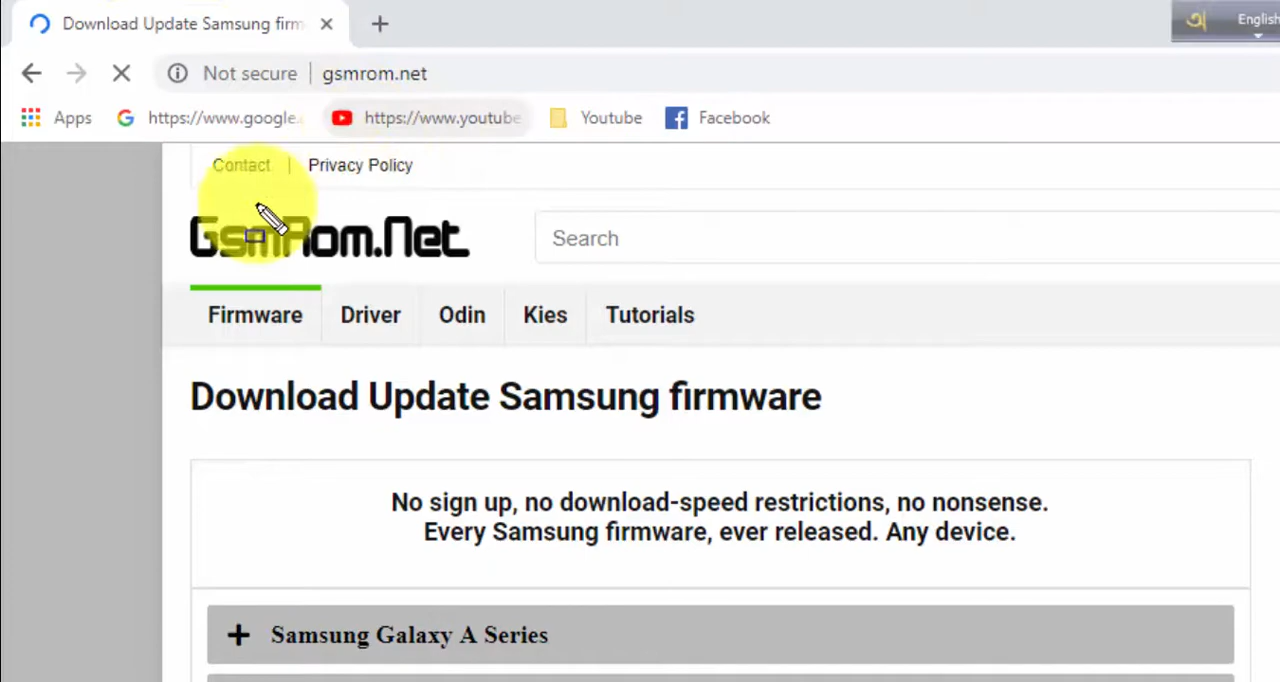 Download Update Samsung firm
অ English
Not secure gsmrom.net
Apps https://www.google. https://www.youtube Youtube Facebook
Contact | Privacy Policy
GsmRom.Net
Search
Firmware Driver Odin Kies Tutorials
Download Update Samsung firmware
No sign up, no download-speed restrictions, no nonsense.
Every Samsung firmware, ever released. Any device.
+ Samsung Galaxy A Series